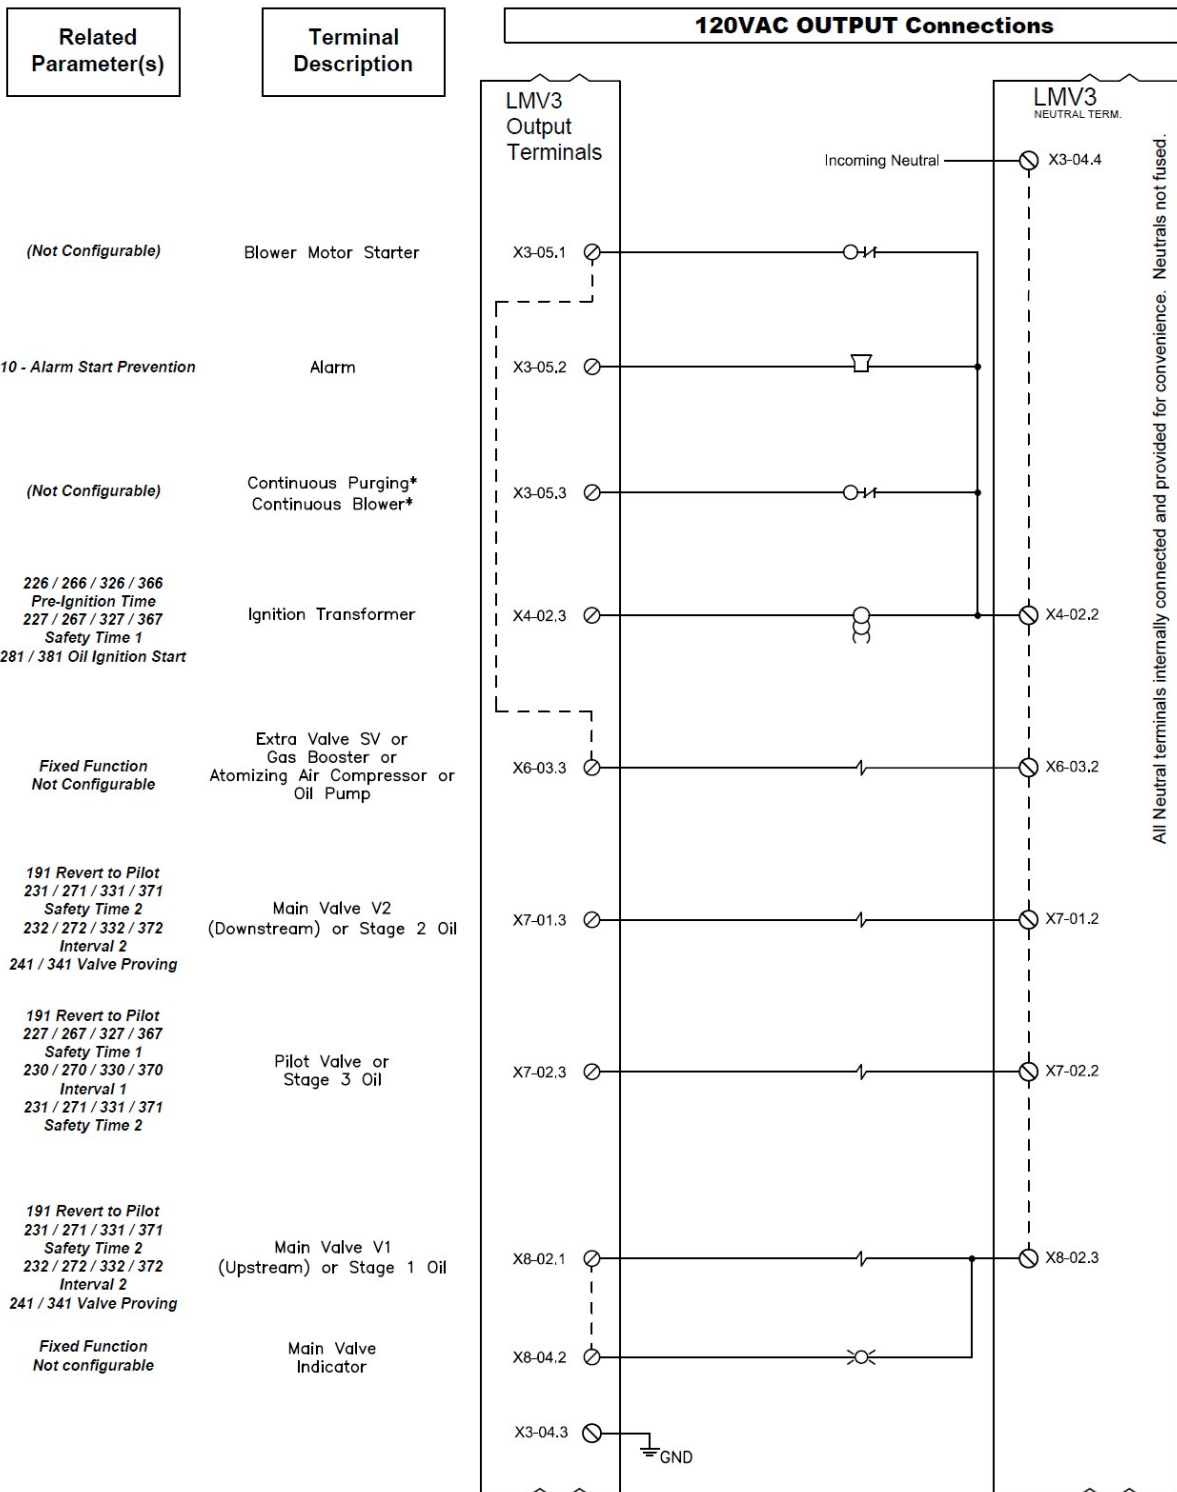 Related
Parameter(s)
Terminal
Description
120VAC OUTPUT Connections
LMV3
Output
Terminals
LMV3
NEUTRAL TERM.
Incoming Neutral
X3-04.4
(Not Configurable)
Blower Motor Starter
X3-05.1
10 - Alarm Start Prevention
Alarm
X3-05.2
(Not Configurable)
Continuous Purging*
Continuous Blower*
X3-05.3
226 / 266 / 326 / 366
Pre-Ignition Time
227 / 267 / 327 / 367
Safety Time 1
281 / 381 Oil Ignition Start
Ignition Transformer
X4-02.3
X4-02.2
Fixed Function
Not Configurable
Extra Valve SV or
Gas Booster or
Atomizing Air Compressor or
Oil Pump
X6-03.3
X6-03.2
191 Revert to Pilot
231 / 271 / 331 / 371
Safety Time 2
232 / 272 / 332 / 372
Interval 2
241 / 341 Valve Proving
Main Valve V2
(Downstream) or Stage 2 Oil
X7-01.3
X7-01.2
191 Revert to Pilot
227 / 267 / 327 / 367
Safety Time 1
230 / 270 / 330 / 370
Interval 1
231 / 271 / 331 / 371
Safety Time 2
Pilot Valve or
Stage 3 Oil
X7-02.3
X7-02.2
191 Revert to Pilot
231 / 271 / 331 / 371
Safety Time 2
232 / 272 / 332 / 372
Interval 2
241 / 341 Valve Proving
Main Valve V1
(Upstream) or Stage 1 Oil
X8-02.1
X8-02.3
Fixed Function
Not configurable
Main Valve
Indicator
X8-04.2
X3-04.3
GND
All Neutral terminals internally connected and provided for convenience. Neutrals not fused.